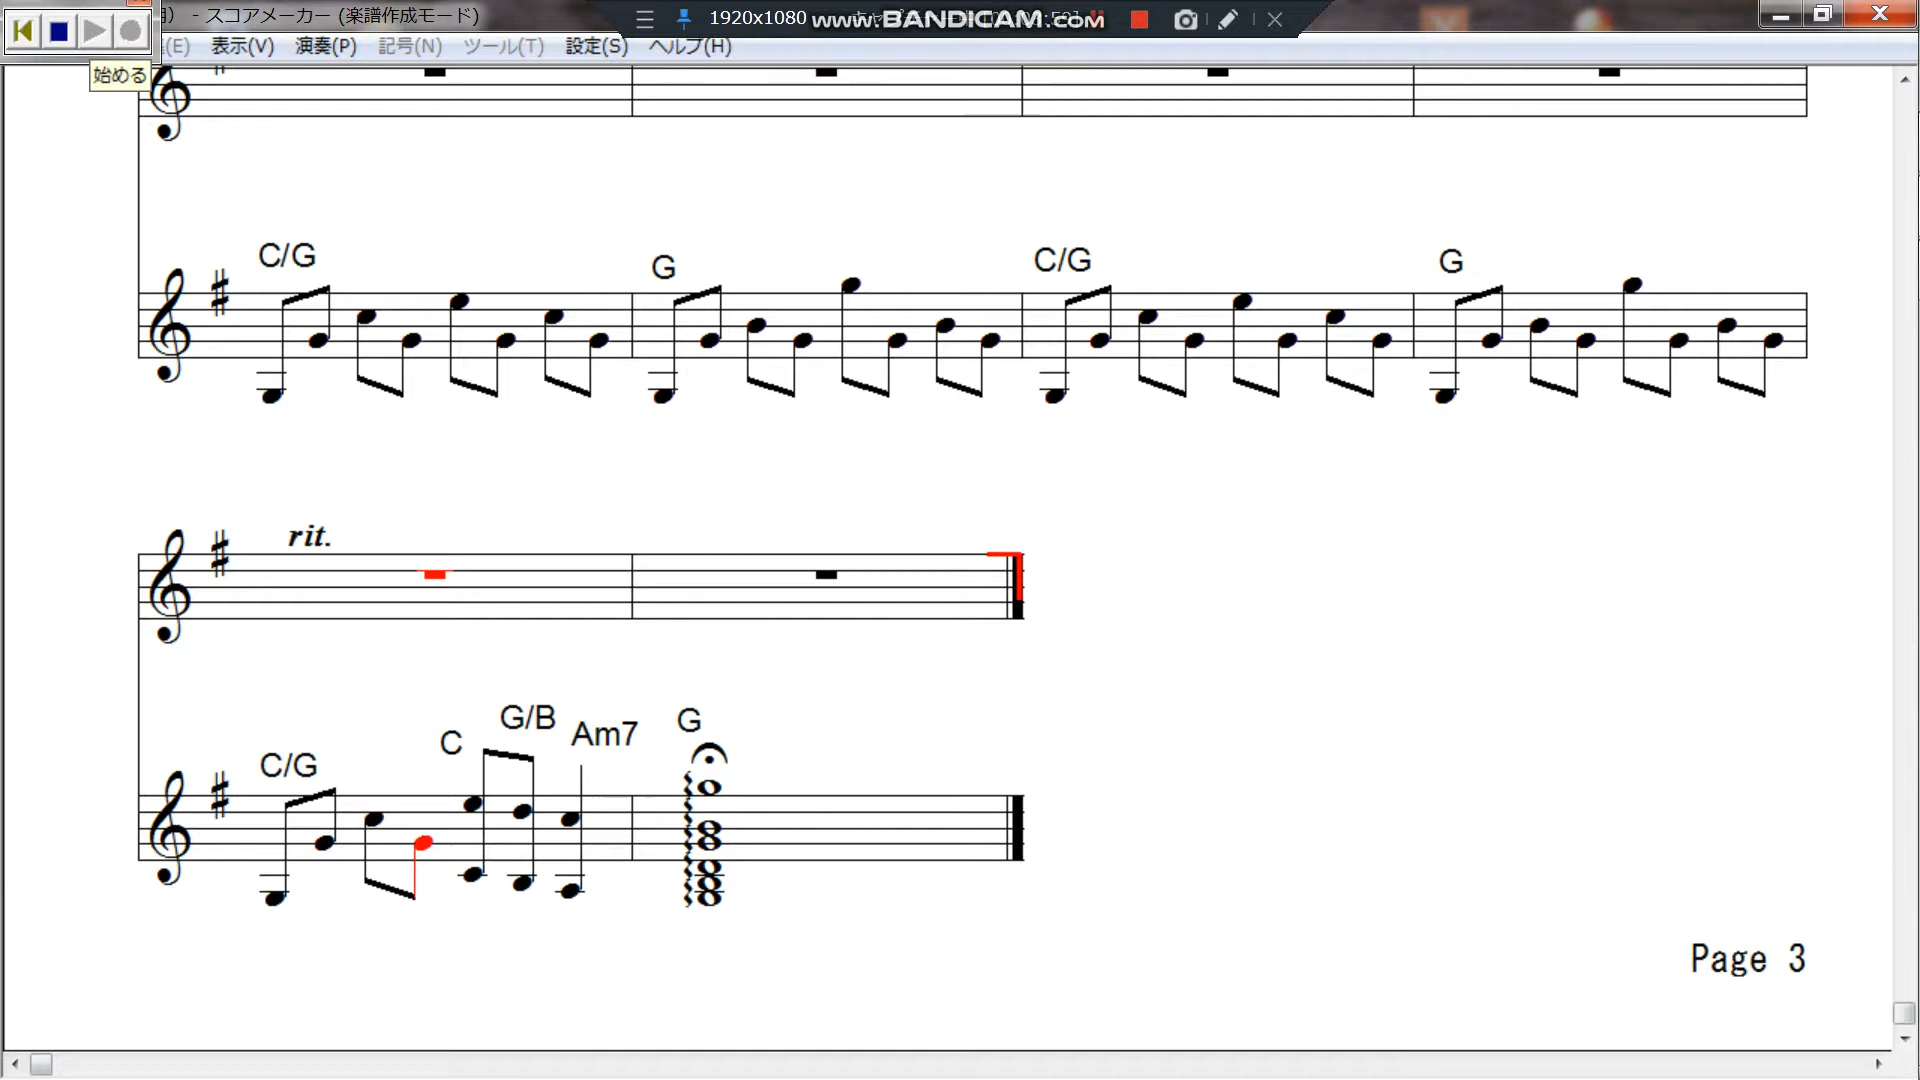 ) - スコアメーカー (楽譜作成モード)
1920x1080
www.BANDICAM.com
(E) 表示(V) 演奏(P) 記号(N) ツール(T) 設定(S) ヘルプ(H)
始める
C/G G C/G G
rit.
C/G C G/B Am7 G
Page 3